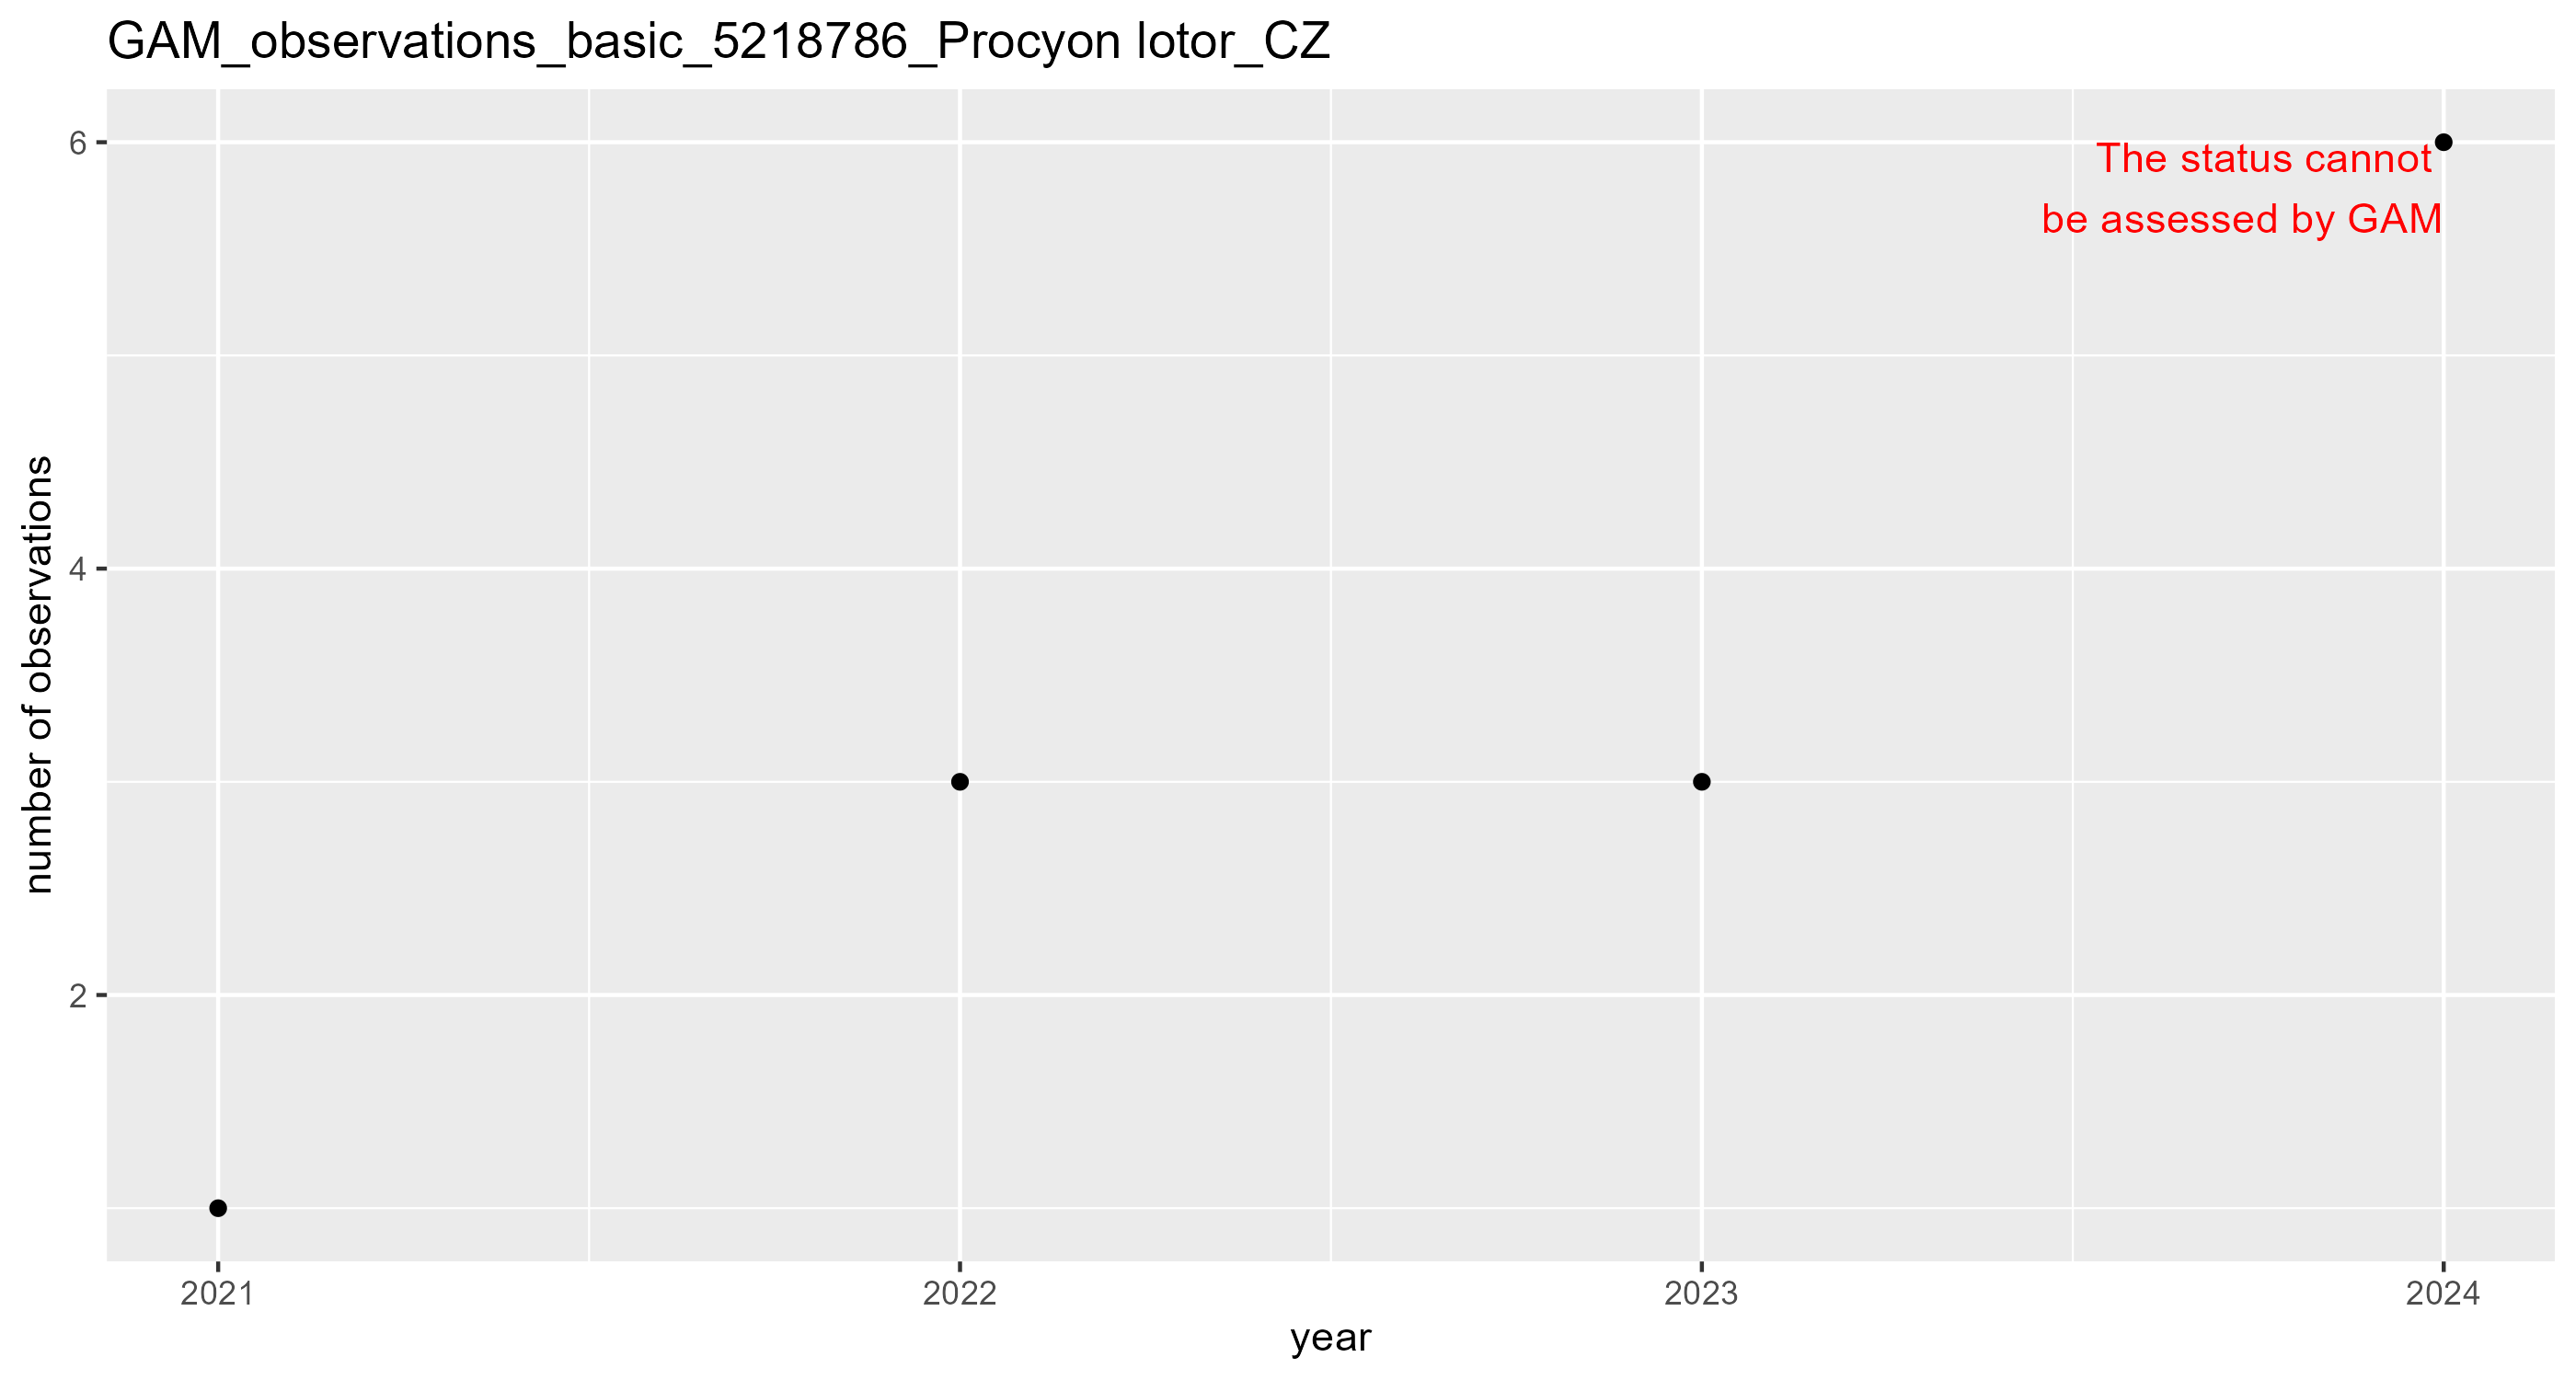 GAM_observations_basic_5218786_Procyon lotor_CZ
The status cannot
be assessed by GAM
number of observations
6
4
2
2021
2022
2023
2024
year